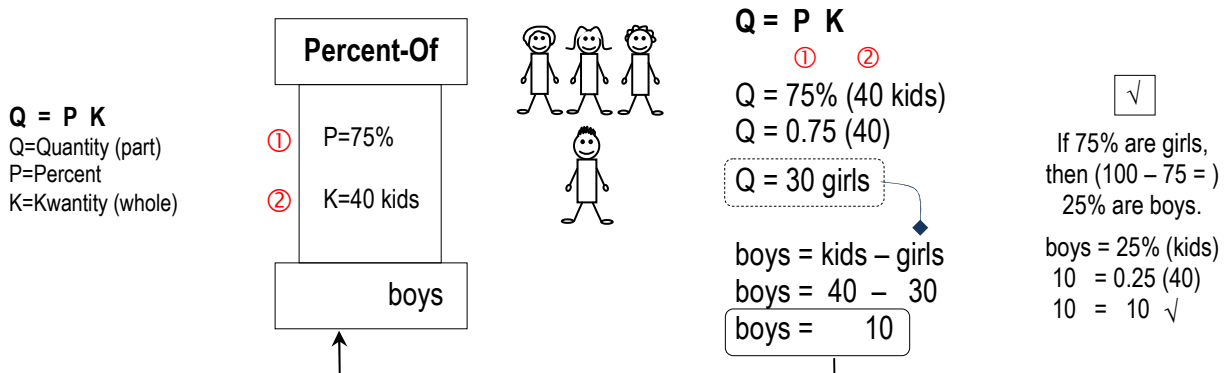 Q = P K
Q=Quantity (part)
P=Percent
K=Kwantity (whole)
Percent-Of
① P=75%
② K=40 kids
boys
Q = P K
① ②
Q = 75% (40 kids)
Q = 0.75 (40)
Q = 30 girls
boys = kids – girls
boys = 40 – 30
boys = 10
√
If 75% are girls,
then (100 – 75 = )
25% are boys.
boys = 25% (kids)
10 = 0.25 (40)
10 = 10 √